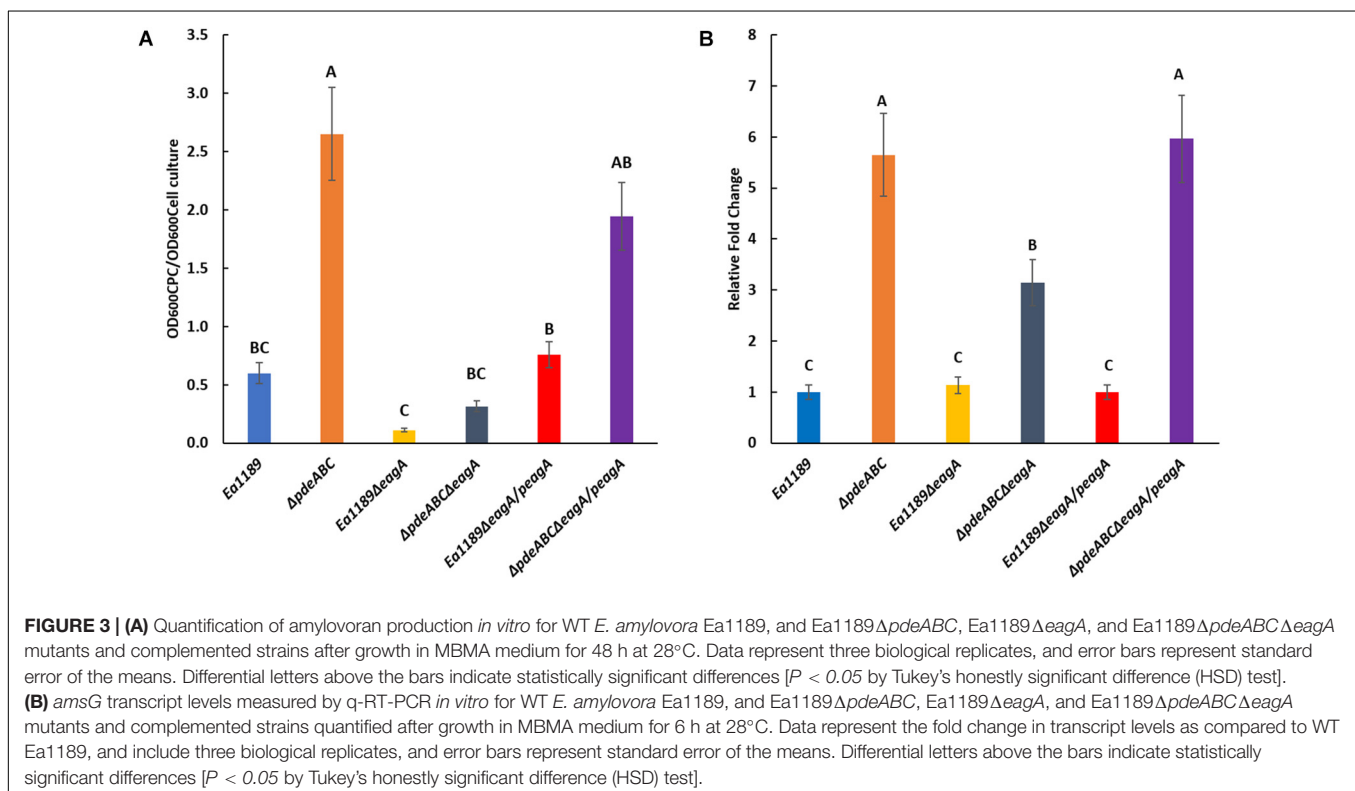 A
3.5
3.0
2.5
2.0
1.5
1.0
0.5
0.0
OD600CPC/OD600Cell culture
BC
A
C
BC
B
AB
Ea1189
ΔpdeABC
Ea1189ΔeagA
ΔpdeABCΔeagA
Ea1189ΔeagA/peagA
ΔpdeABCΔeagA/peagA
B
8
7
6
5
4
3
2
1
0
Relative Fold Change
C
A
C
B
C
A
Ea1189
ΔpdeABC
Ea1189ΔeagA
ΔpdeABCΔeagA
Ea1189ΔeagA/peagA
ΔpdeABCΔeagA/peagA
FIGURE 3 | (A) Quantification of amylovoran production in vitro for WT E. amylovora Ea1189, and Ea1189ΔpdeABC, Ea1189ΔeagA, and Ea1189ΔpdeABCΔeagA
mutants and complemented strains after growth in MBMA medium for 48 h at 28°C. Data represent three biological replicates, and error bars represent standard
error of the means. Differential letters above the bars indicate statistically significant differences [P < 0.05 by Tukey's honestly significant difference (HSD) test].
(B) amsG transcript levels measured by q-RT-PCR in vitro for WT E. amylovora Ea1189, and Ea1189ΔpdeABC, Ea1189ΔeagA, and Ea1189ΔpdeABCΔeagA
mutants and complemented strains quantified after growth in MBMA medium for 6 h at 28°C. Data represent the fold change in transcript levels as compared to WT
Ea1189, and include three biological replicates, and error bars represent standard error of the means. Differential letters above the bars indicate statistically
significant differences [P < 0.05 by Tukey's honestly significant difference (HSD) test].